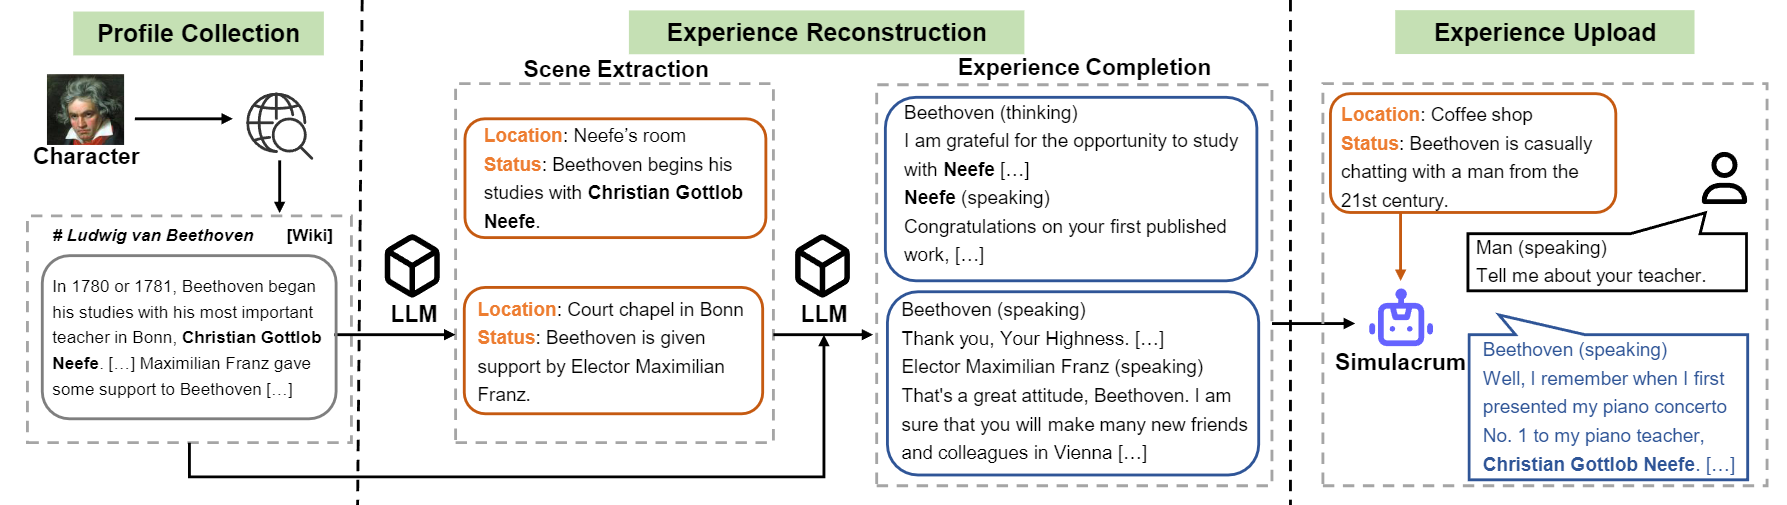 Profile Collection
Character
# Ludwig van Beethoven [Wiki]
In 1780 or 1781, Beethoven began
his studies with his most important
teacher in Bonn, Christian Gottlob
Neefe. […] Maximilian Franz gave
some support to Beethoven […]
Experience Reconstruction
Scene Extraction
LLM
Location: Neefe’s room
Status: Beethoven begins his
studies with Christian Gottlob
Neefe.
Location: Court chapel in Bonn
Status: Beethoven is given
support by Elector Maximilian
Franz.
LLM
Experience Completion
Beethoven (thinking)
I am grateful for the opportunity to study
with Neefe […]
Neefe (speaking)
Congratulations on your first published
work, […]
Beethoven (speaking)
Thank you, Your Highness. […]
Elector Maximilian Franz (speaking)
That's a great attitude, Beethoven. I am
sure that you will make many new friends
and colleagues in Vienna […]
Experience Upload
Location: Coffee shop
Status: Beethoven is casually
chatting with a man from the
21st century.
Man (speaking)
Tell me about your teacher.
Simulacrum
Beethoven (speaking)
Well, I remember when I first
presented my piano concerto
No. 1 to my piano teacher,
Christian Gottlob Neefe. […]